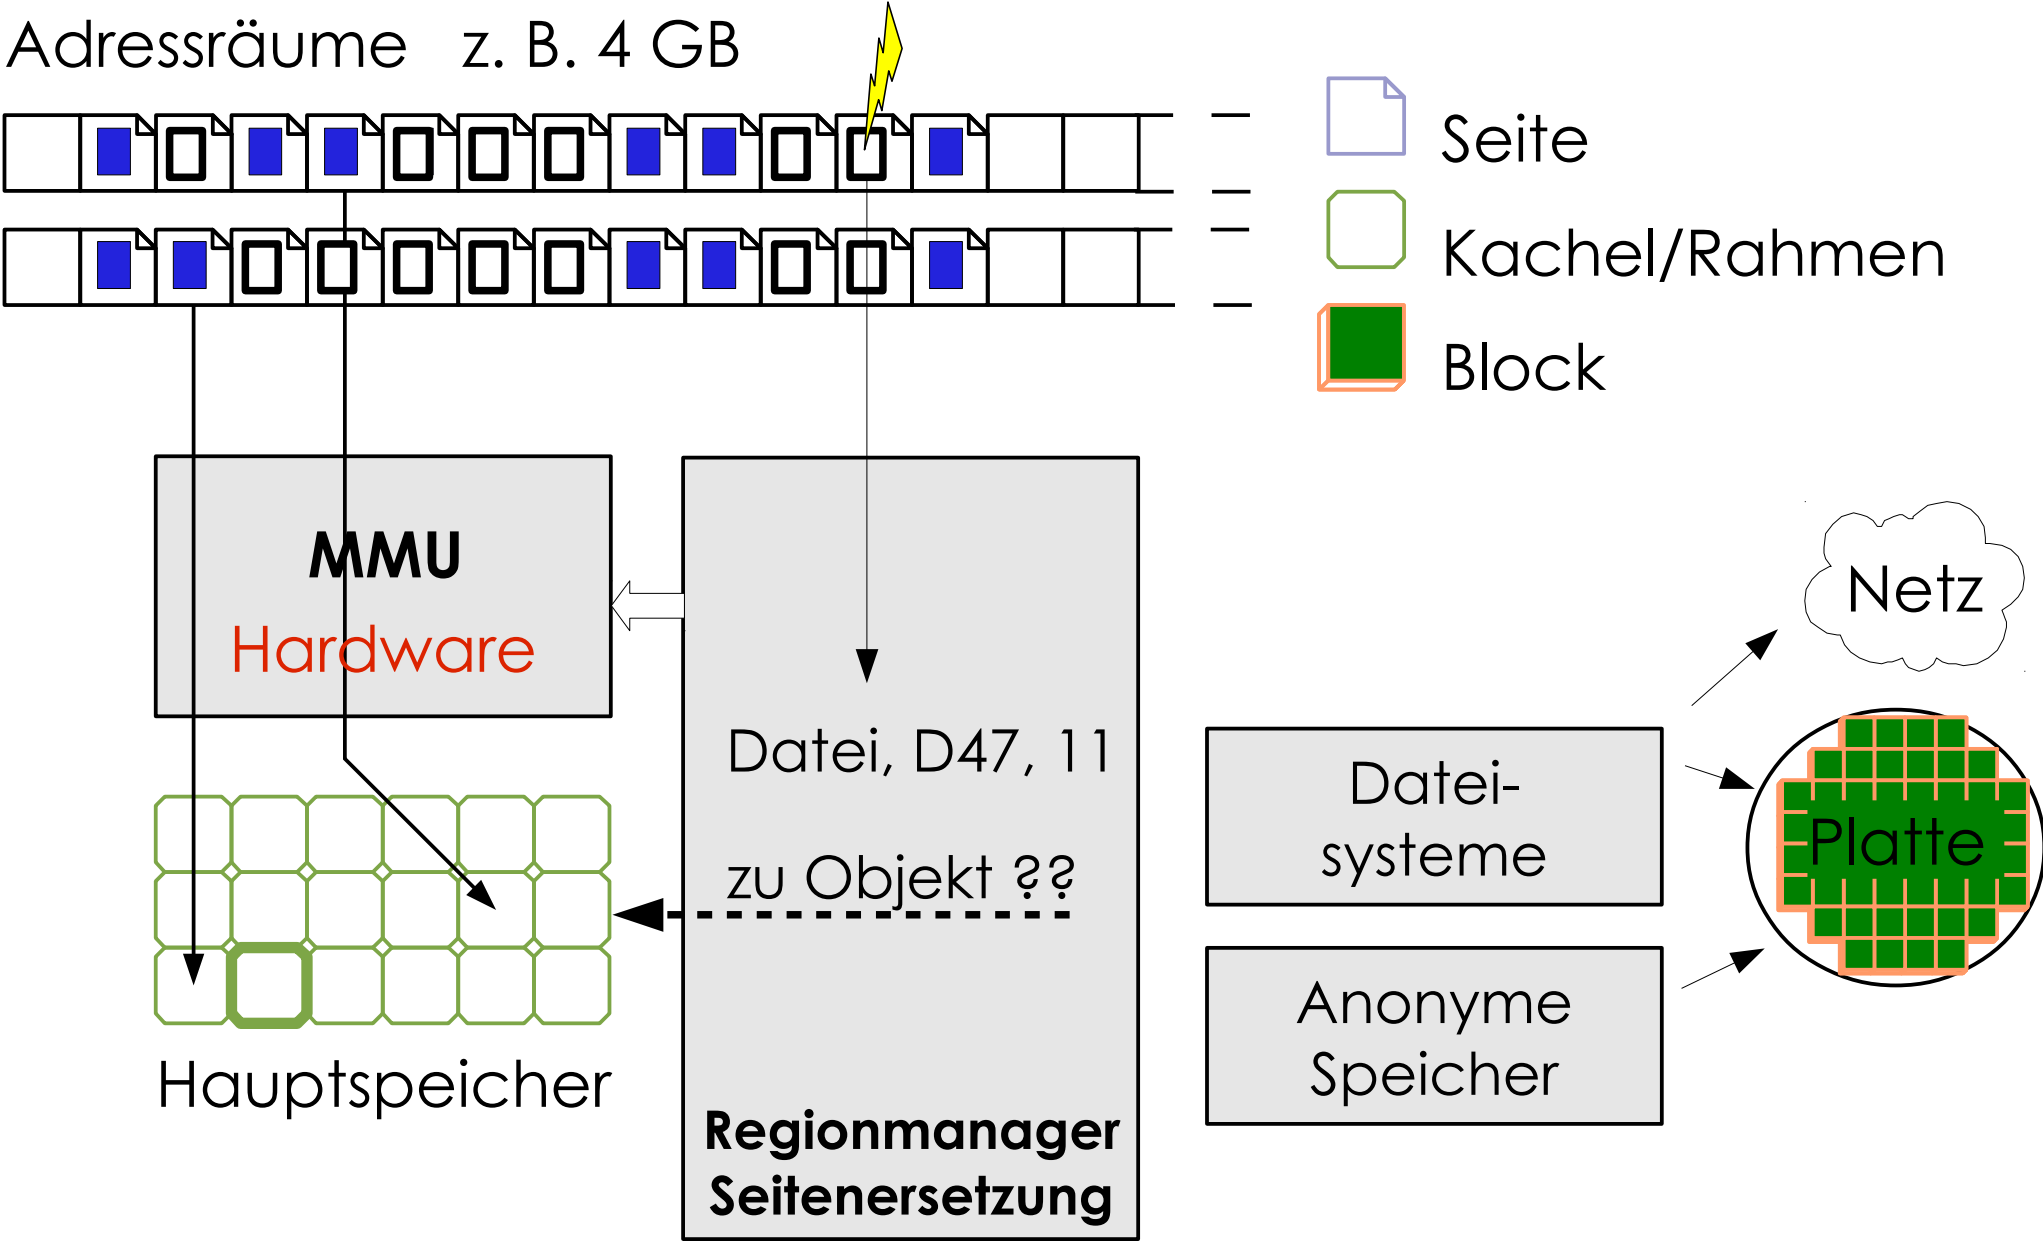 Adressräume z. B. 4 GB
Seite
Kachel/Rahmen
Block
MMU
Hardware
Datei, D47, 11
zu Objekt ??
Regionmanager
Seitenersetzung
Hauptspeicher
Datei-
systeme
Anonyme
Speicher
Netz
Platte